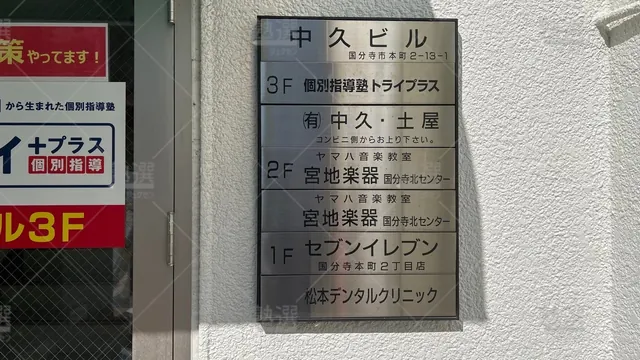 策やってます!
から生まれた個別指導塾
イ+プラス
個別指導
ル3F
中久ビル
国分寺市本町2-13-1
3F 個別指導塾トライプラス
㈲中久・土屋
コンビニ側からお上り下さい。
ヤマハ音楽教室
2F 宮地楽器 国分寺北センター
ヤマハ音楽教室
宮地楽器 国分寺北センター
1F セブンイレブン
国分寺本町2丁目店
松本デンタルクリニック